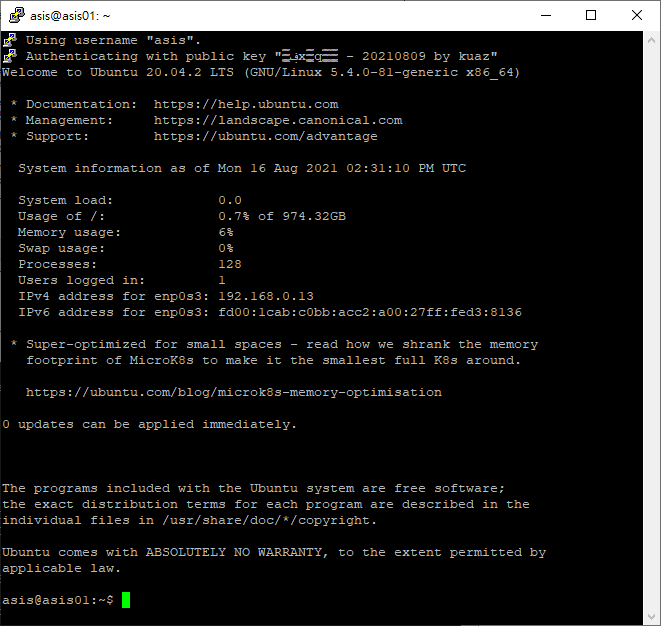 asis@asis01: ~
Using username "asis".
Authenticating with public key " - 20210809 by kuaz"
Welcome to Ubuntu 20.04.2 LTS (GNU/Linux 5.4.0-81-generic x86_64)
* Documentation:  https://help.ubuntu.com
* Management:     https://landscape.canonical.com
* Support:        https://ubuntu.com/advantage
System information as of Mon 16 Aug 2021 02:31:10 PM UTC
System load:             0.0
Usage of /:              0.7% of 974.32GB
Memory usage:            6%
Swap usage:              0%
Processes:               128
Users logged in:         1
IPv4 address for enp0s3: 192.168.0.13
IPv6 address for enp0s3: fd00:1cab:c0bb:acc2:a00:27ff:fed3:8136
* Super-optimized for small spaces - read how we shrank the memory
footprint of MicroK8s to make it the smallest full K8s around.
https://ubuntu.com/blog/microk8s-memory-optimisation
0 updates can be applied immediately.
The programs included with the Ubuntu system are free software;
the exact distribution terms for each program are described in the
individual files in /usr/share/doc/*/copyright.
Ubuntu comes with ABSOLUTELY NO WARRANTY, to the extent permitted by
applicable law.
asis@asis01:~$